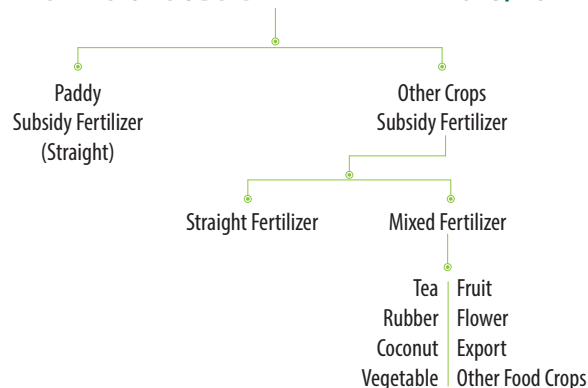 Paddy
Subsidy Fertilizer
(Straight)
Other Crops
Subsidy Fertilizer
Straight Fertilizer
Mixed Fertilizer
Tea
Rubber
Coconut
Vegetable
Fruit
Flower
Export
Other Food Crops